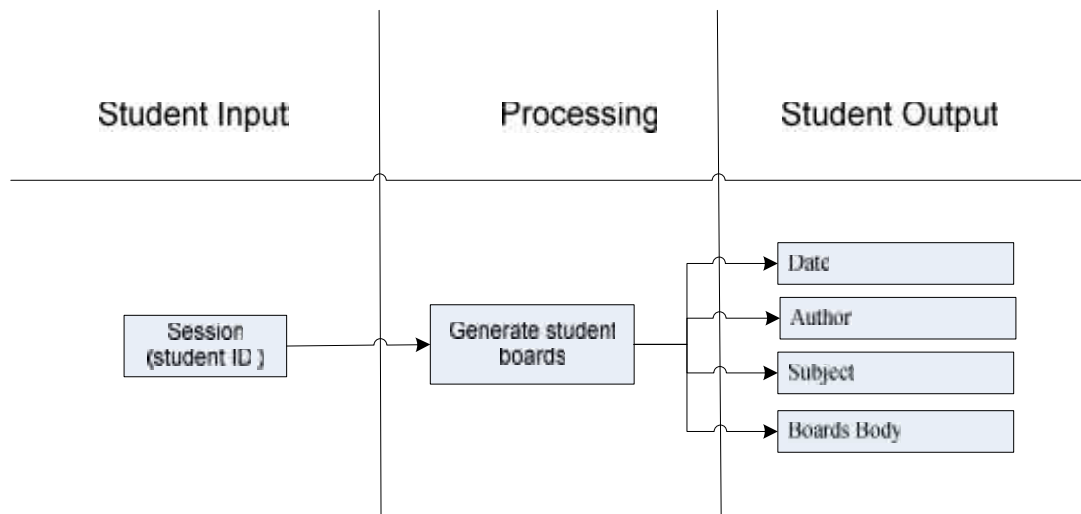 Student Input
Processing
Student Output
Session
(student ID )
Generate student
boards
Date
Author
Subject
Boards Body